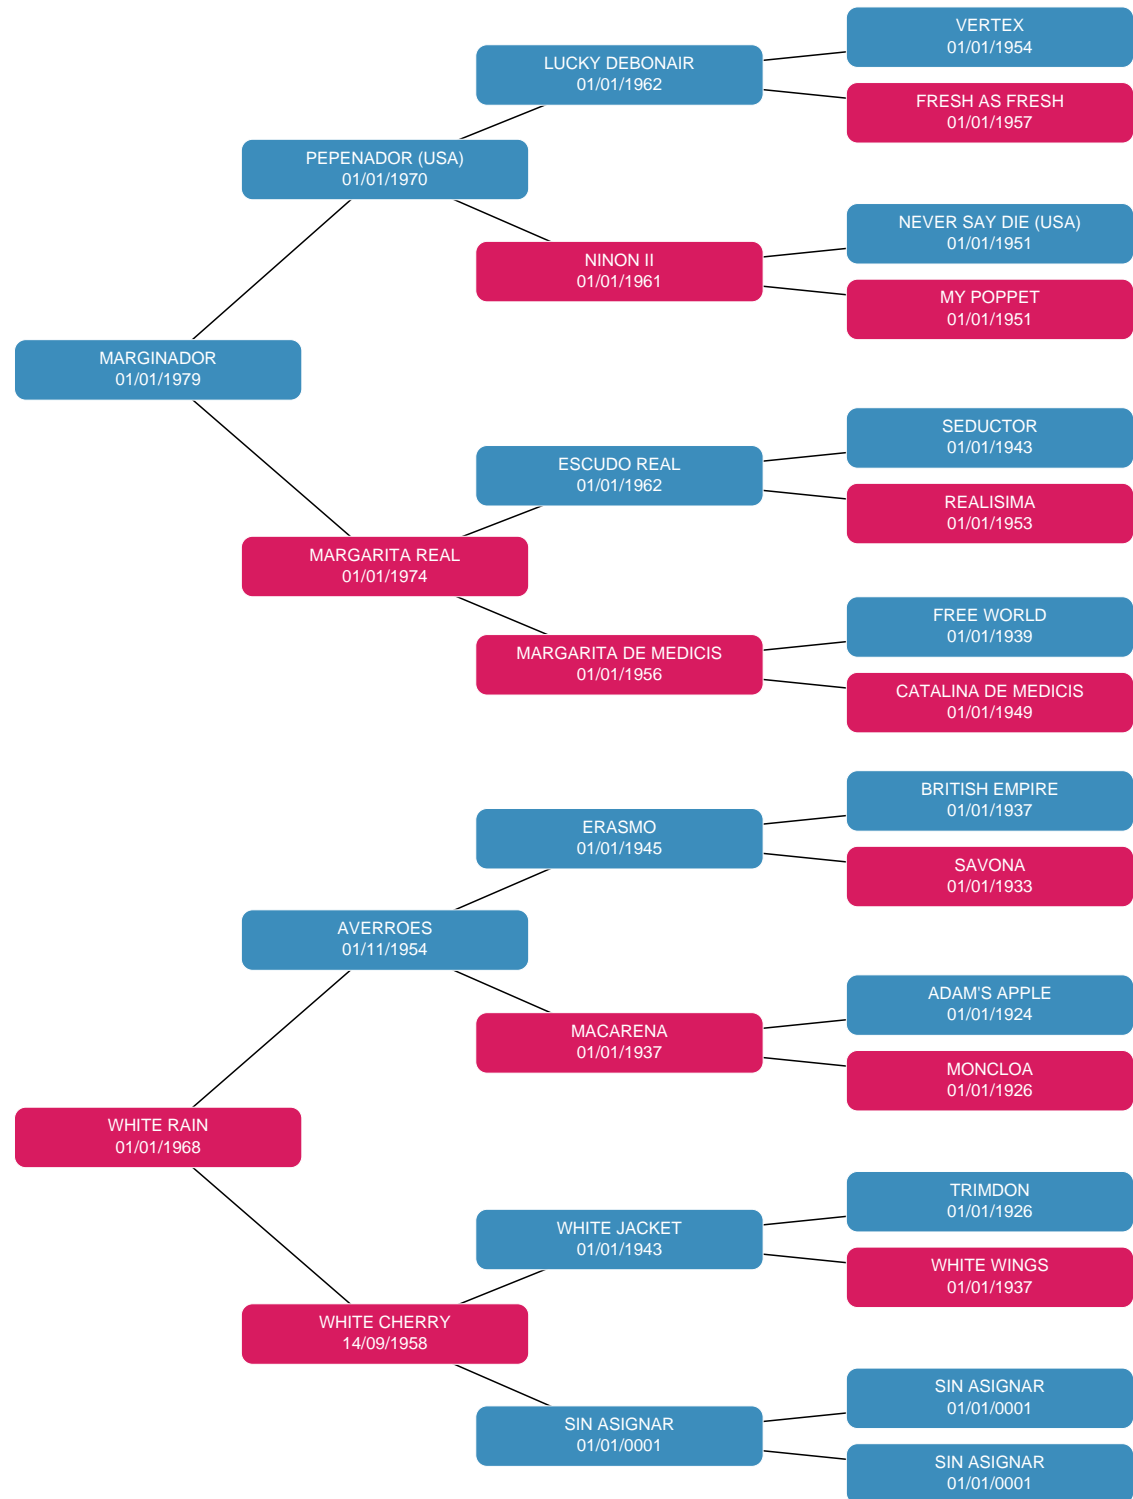 VERTEX
01/01/1954
LUCKY DEBONAIR
01/01/1962
FRESH AS FRESH
01/01/1957
PEPENADOR (USA)
01/01/1970
NEVER SAY DIE (USA)
01/01/1951
NINON II
01/01/1961
MY POPPET
01/01/1951
MARGINADOR
01/01/1979
SEDUCTOR
01/01/1943
ESCUDO REAL
01/01/1962
REALISIMA
01/01/1953
MARGARITA REAL
01/01/1974
FREE WORLD
01/01/1939
MARGARITA DE MEDICIS
01/01/1956
CATALINA DE MEDICIS
01/01/1949
BRITISH EMPIRE
01/01/1937
ERASMO
01/01/1945
SAVONA
01/01/1933
AVERROES
01/11/1954
ADAM'S APPLE
01/01/1924
MACARENA
01/01/1937
MONCLOA
01/01/1926
WHITE RAIN
01/01/1968
TRIMDON
01/01/1926
WHITE JACKET
01/01/1943
WHITE WINGS
01/01/1937
WHITE CHERRY
14/09/1958
SIN ASIGNAR
01/01/0001
SIN ASIGNAR
01/01/0001
SIN ASIGNAR
01/01/0001